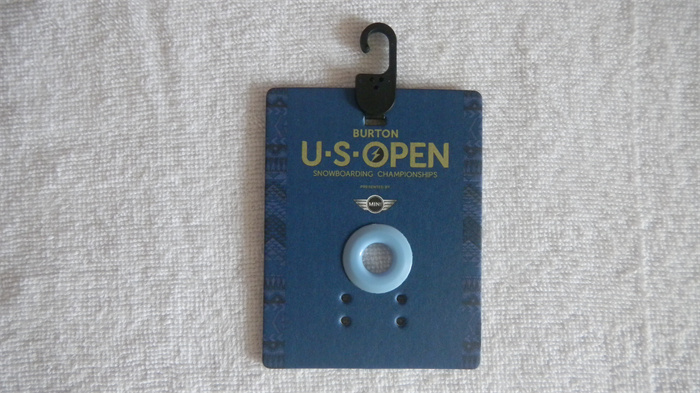 BURTON
U·S·OPEN
SNOWBOARDING CHAMPIONSHIPS
PRESENTED BY
MINI